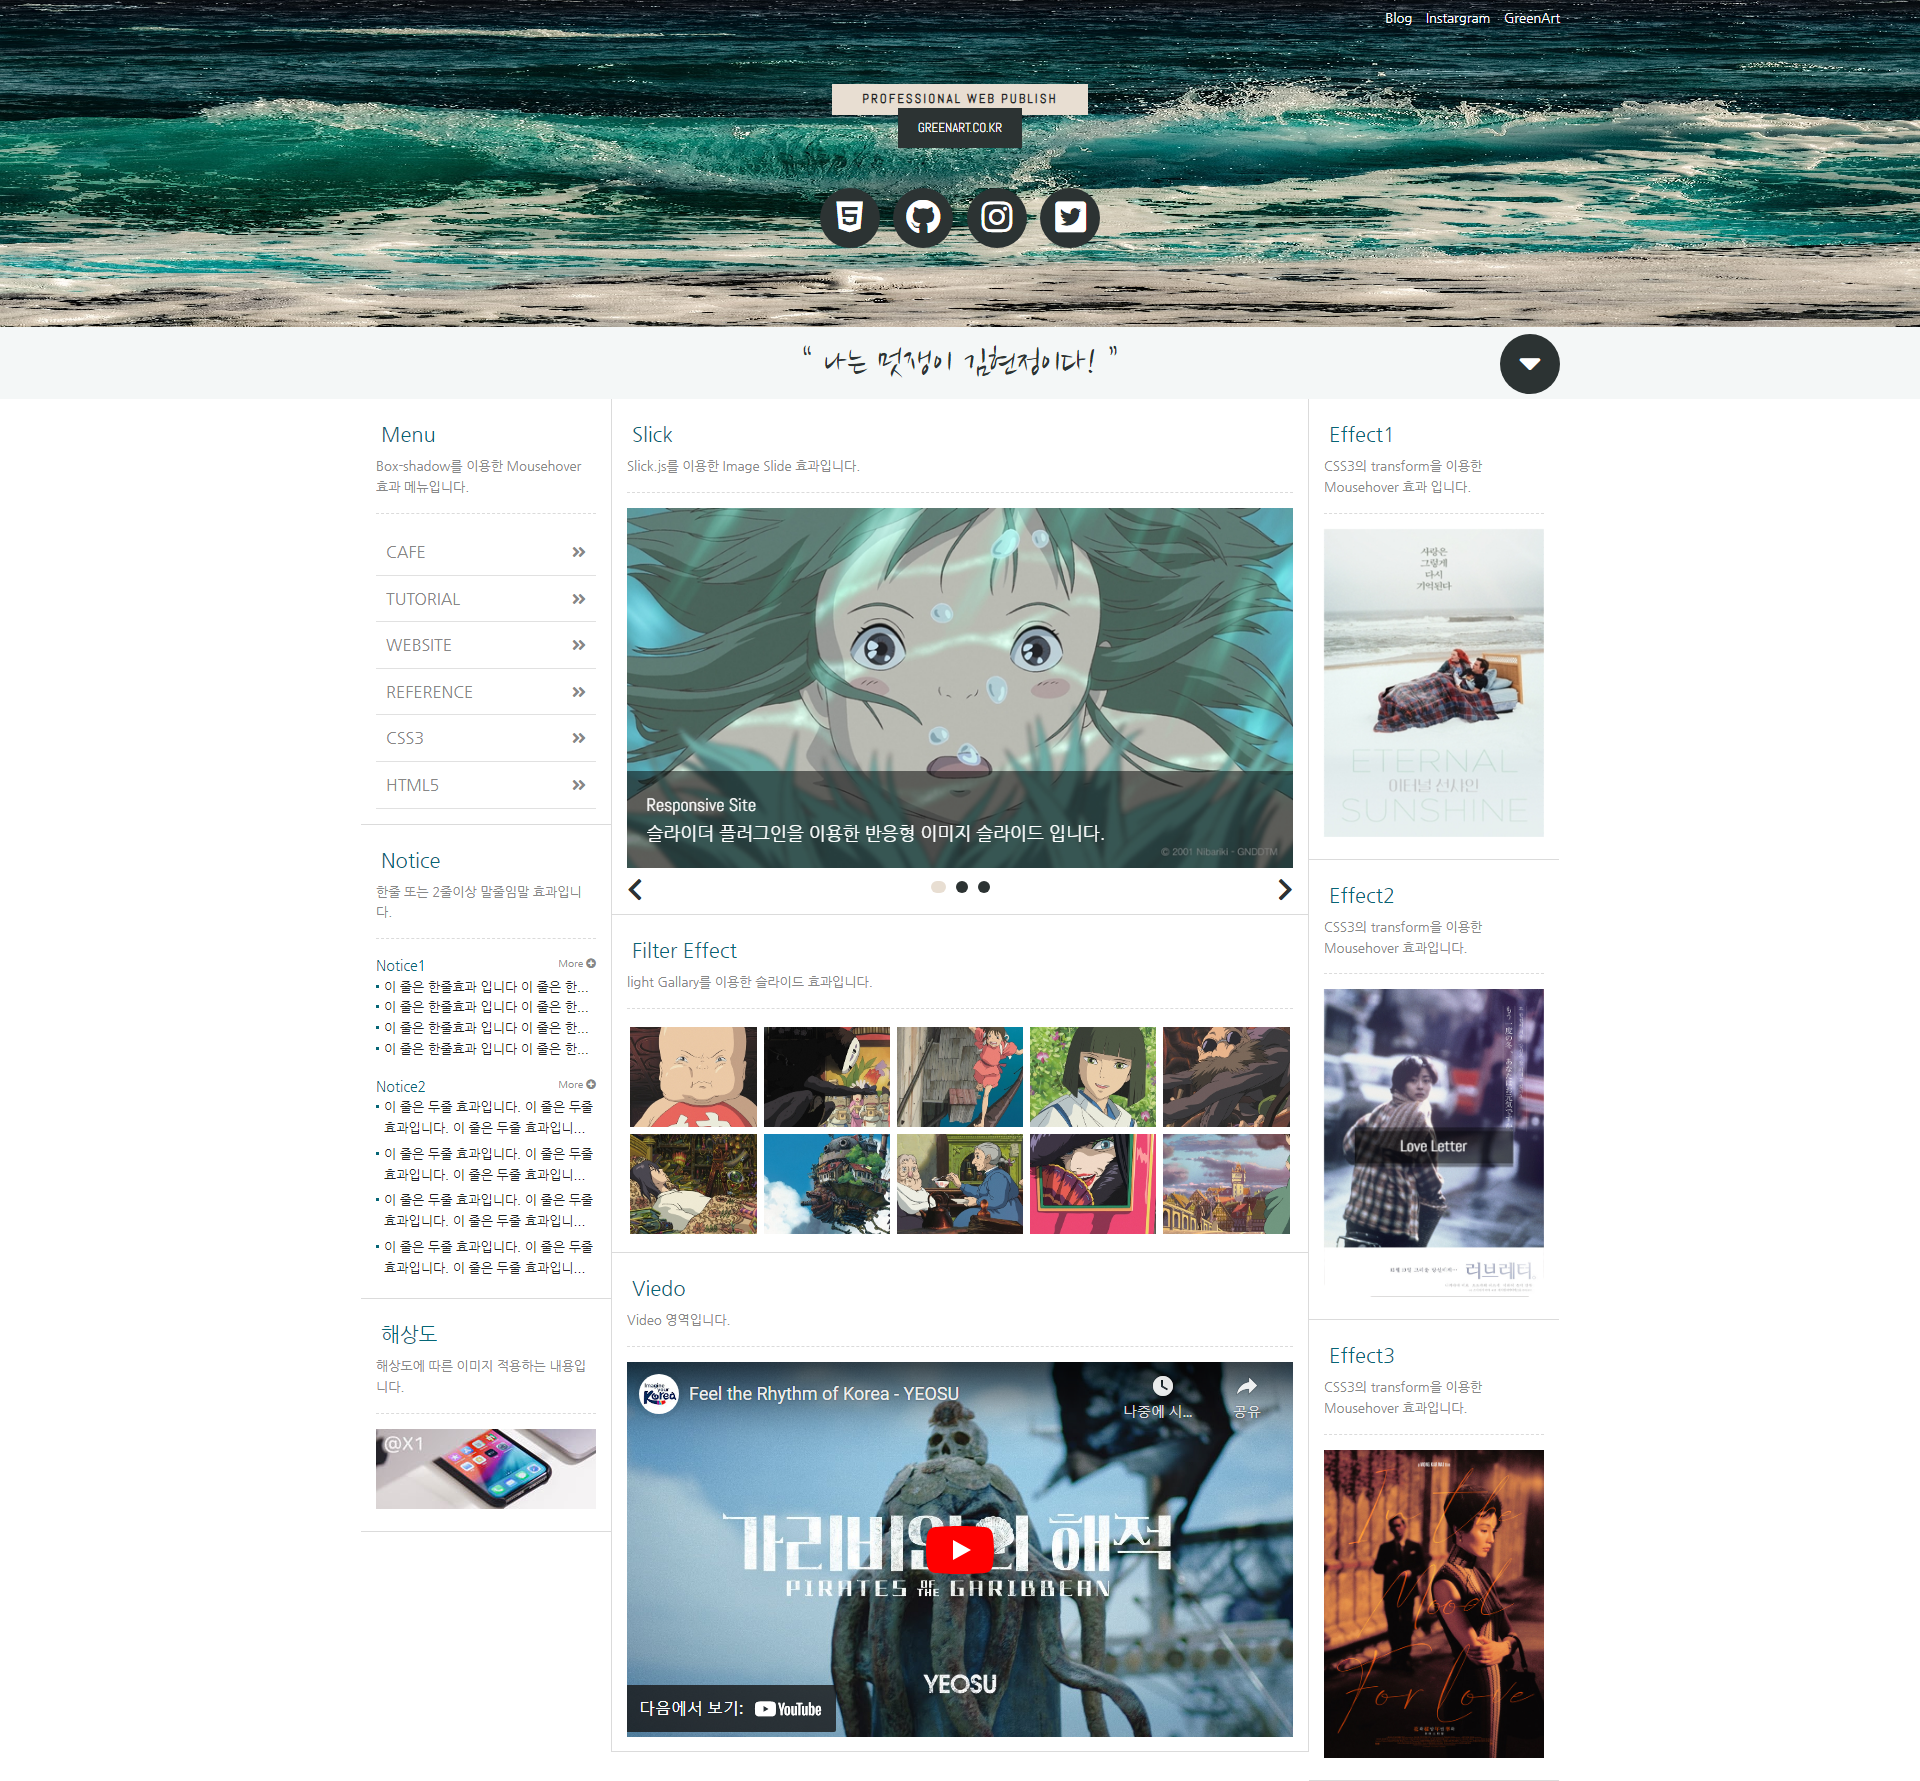 Blog Instargram GreenArt
PROFESSIONAL WEB PUBLISH
GREENART.CO.KR
“ 나는 멋쟁이 김현정이다! ”
Menu
Box-shadow를 이용한 Mousehover
효과 메뉴입니다.
CAFE
TUTORIAL
WEBSITE
REFERENCE
CSS3
HTML5
Notice
한줄 또는 2줄이상 말줄임말 효과입니
다.
Notice1 More
이 줄은 한줄효과 입니다 이 줄은 한...
이 줄은 한줄효과 입니다 이 줄은 한...
이 줄은 한줄효과 입니다 이 줄은 한...
이 줄은 한줄효과 입니다 이 줄은 한...
Notice2 More
이 줄은 두줄 효과입니다. 이 줄은 두줄
효과입니다. 이 줄은 두줄 효과입니...
이 줄은 두줄 효과입니다. 이 줄은 두줄
효과입니다. 이 줄은 두줄 효과입니...
이 줄은 두줄 효과입니다. 이 줄은 두줄
효과입니다. 이 줄은 두줄 효과입니...
이 줄은 두줄 효과입니다. 이 줄은 두줄
효과입니다. 이 줄은 두줄 효과입니...
해상도
해상도에 따른 이미지 적용하는 내용입
니다.
@X1
Slick
Slick.js를 이용한 Image Slide 효과입니다.
Responsive Site
슬라이더 플러그인을 이용한 반응형 이미지 슬라이드 입니다.
© 2001 Nibariki - GNDDTM
Filter Effect
light Gallary를 이용한 슬라이드 효과입니다.
Viedo
Video 영역입니다.
Imagine your Korea
Feel the Rhythm of Korea - YEOSU
나중에 시... 공유
해적
PIRATES OF THE GARIBBEAN
YEOSU
다음에서 보기: YouTube
Effect1
CSS3의 transform을 이용한
Mousehover 효과 입니다.
사랑은
그렇게
다시
기억된다
ETERNAL
이터널 선샤인
SUNSHINE
Effect2
CSS3의 transform을 이용한
Mousehover 효과입니다.
Love Letter
러브레터
Effect3
CSS3의 transform을 이용한
Mousehover 효과입니다.
In the
Mood
For Love